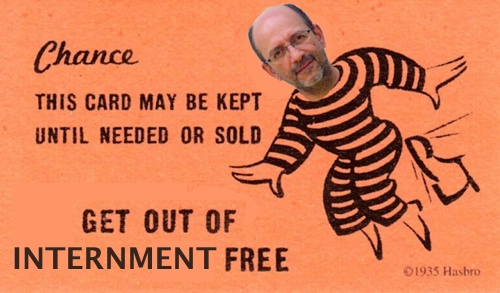 Chance
THIS CARD MAY BE KEPT
UNTIL NEEDED OR SOLD
GET OUT OF
INTERNMENT FREE
©1935 Hasbro